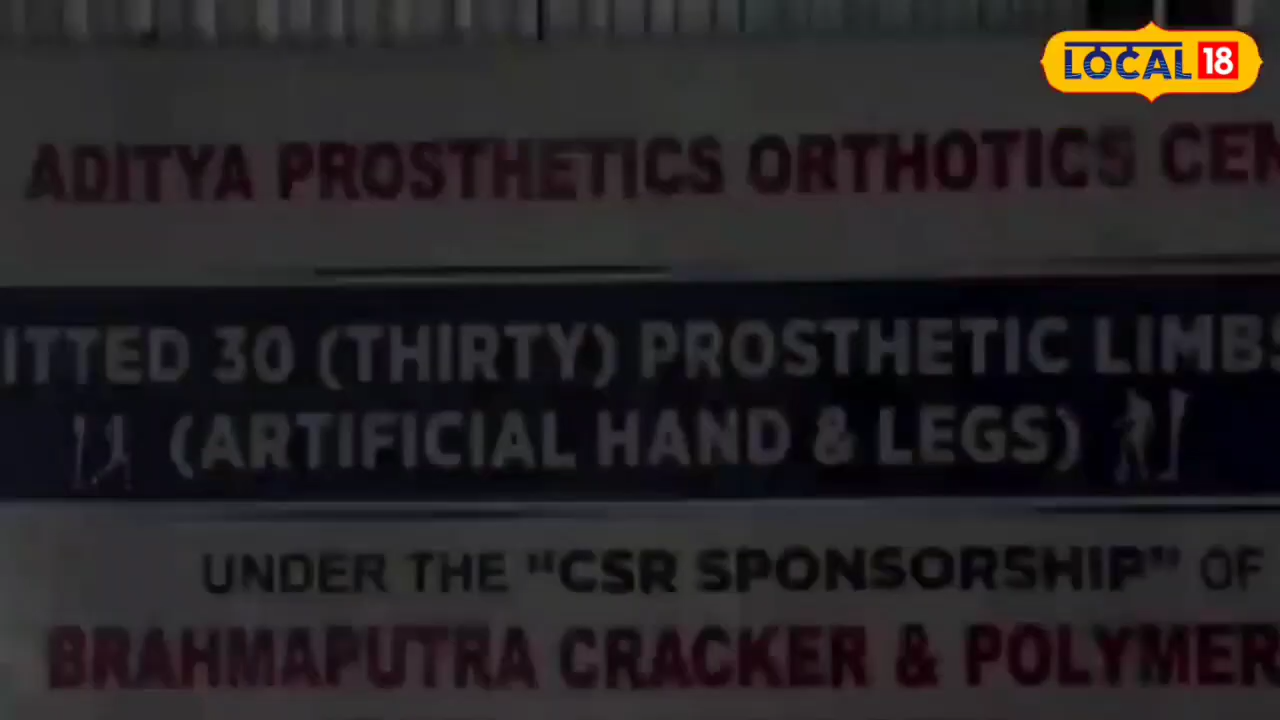 LOCAL 18
ADITYA PROSTHETICS ORTHOTICS CEN
ITTED 30 (THIRTY) PROSTHETIC LIMBS
(ARTIFICIAL HAND & LEGS)
UNDER THE "CSR SPONSORSHIP" OF
BRAHMAPUTRA CRACKER & POLYMER